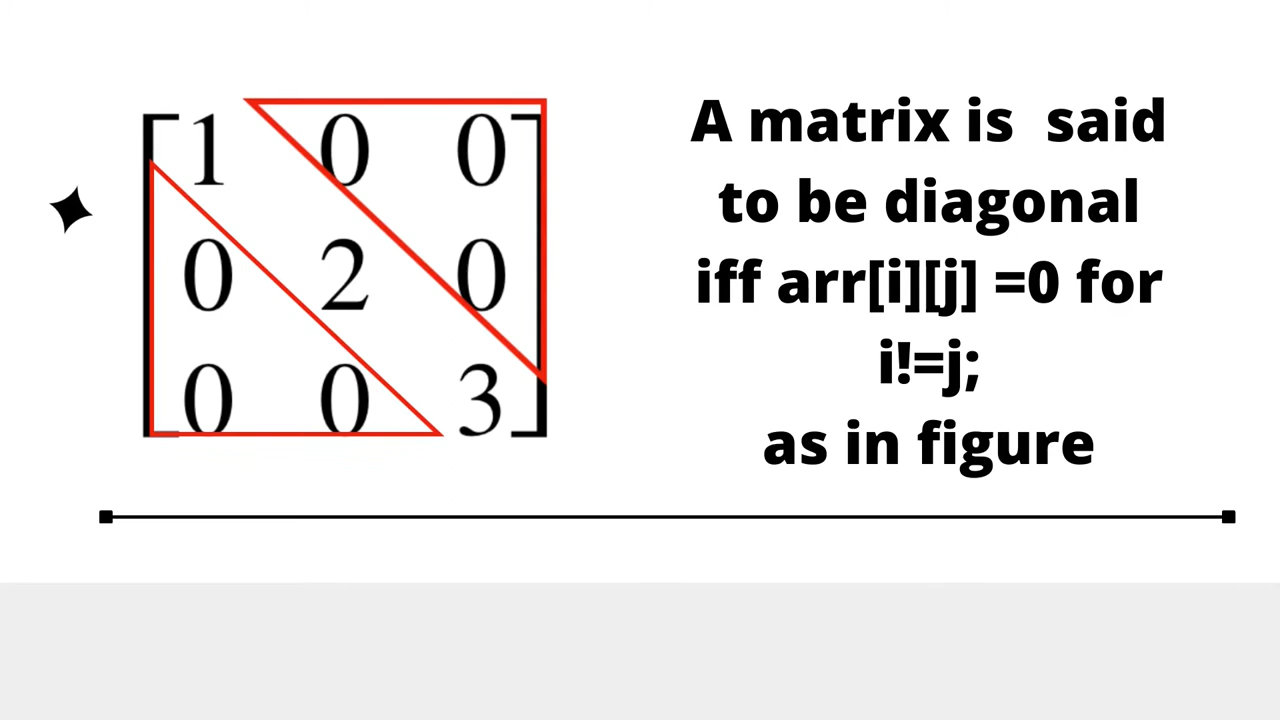 1 0 0
0 2 0
0 0 3
A matrix is said
to be diagonal
iff arr[i][j] =0 for
i!=j;
as in figure